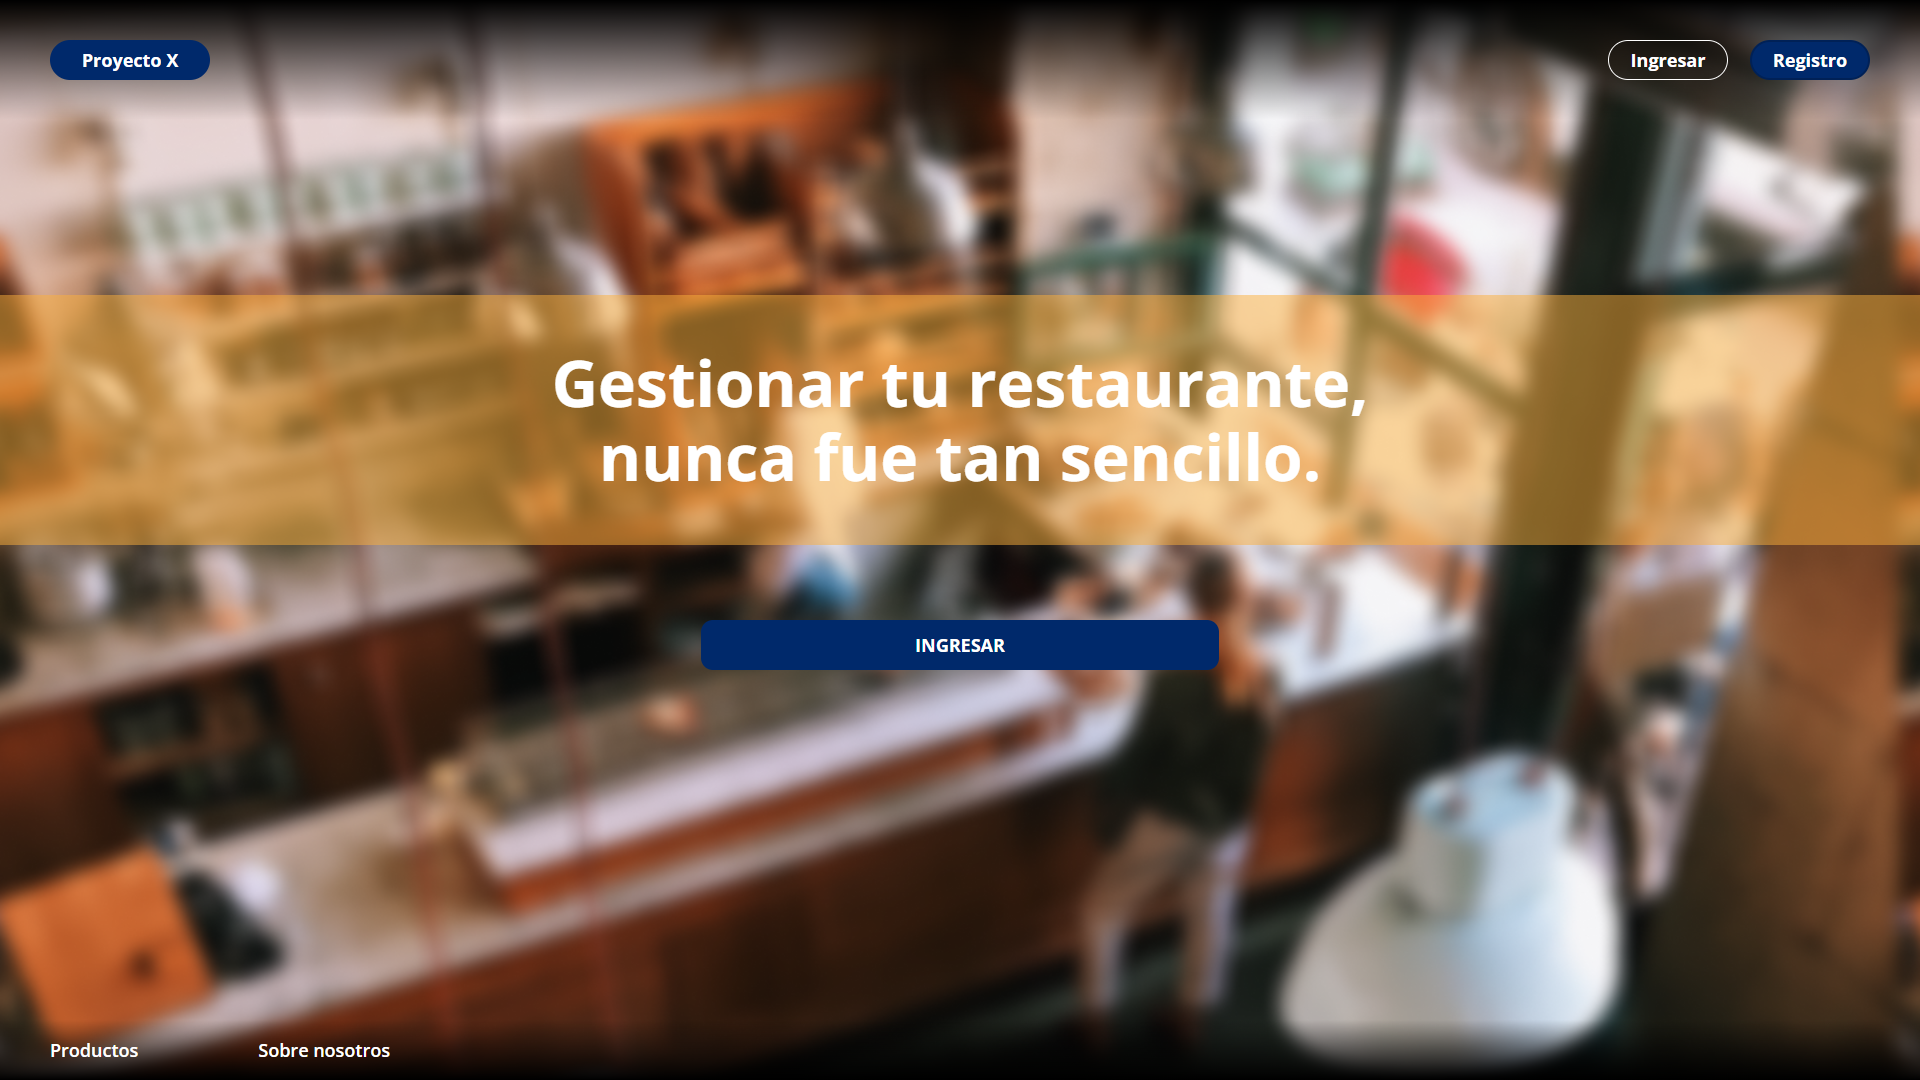 Proyecto X
Ingresar
Registro
Gestionar tu restaurante,
nunca fue tan sencillo.
INGRESAR
Productos
Sobre nosotros